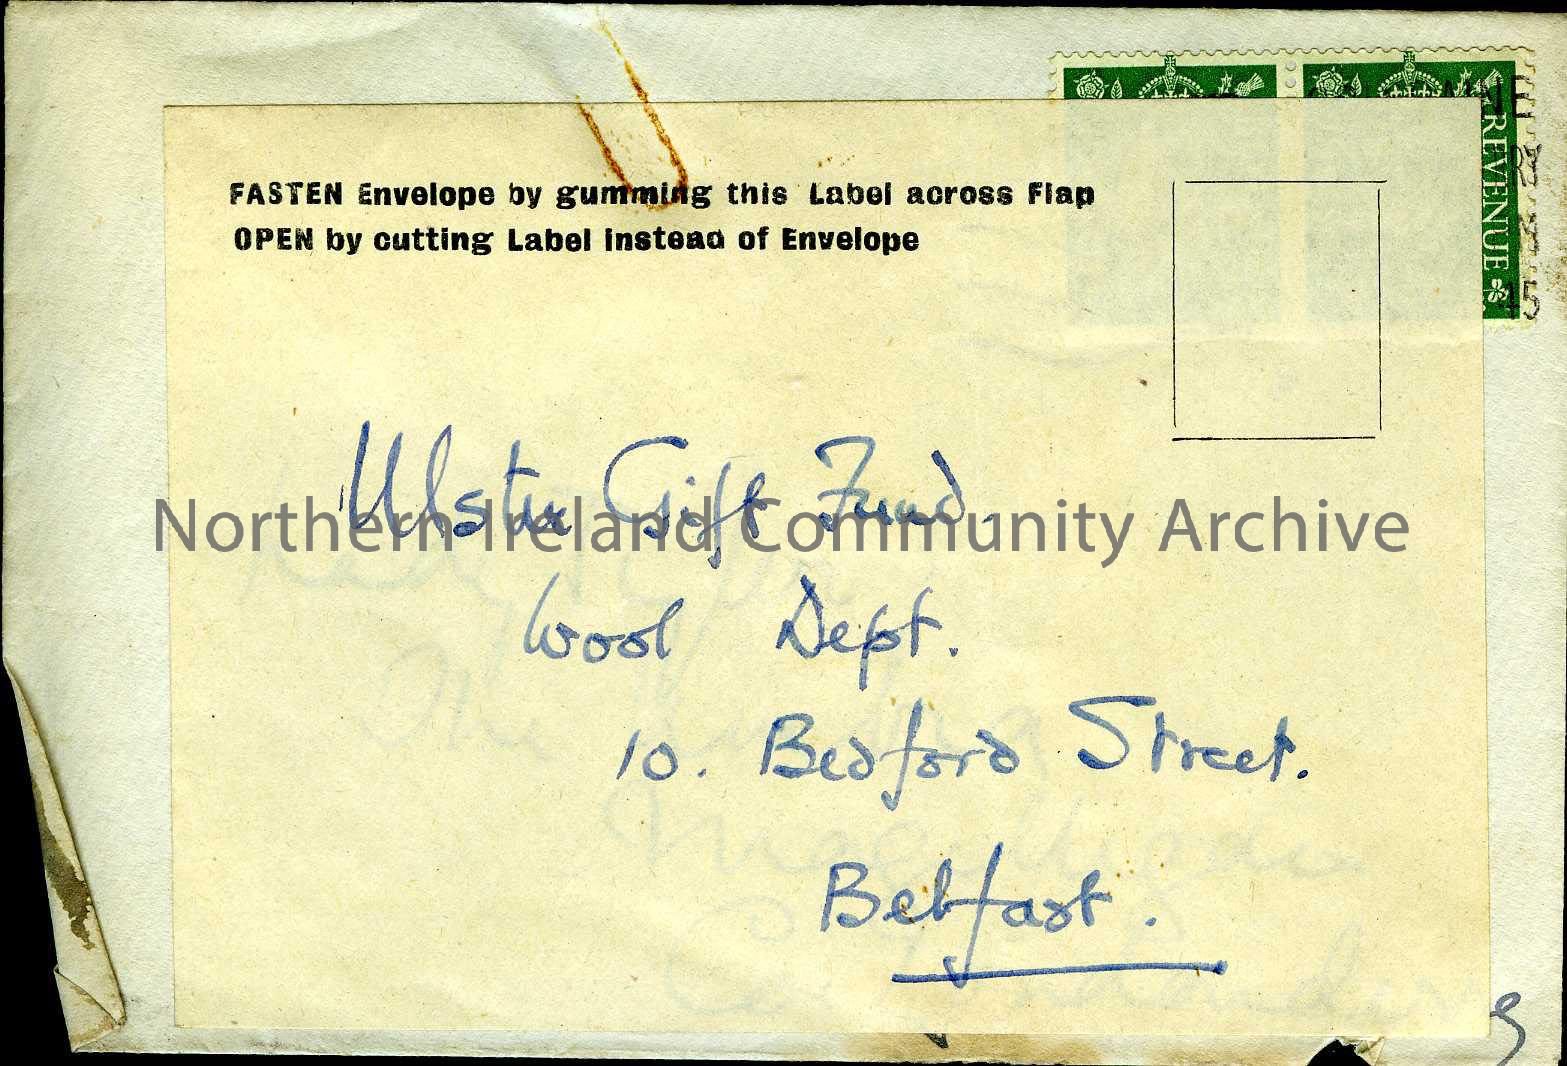 FASTEN Envelope by gumming this Label across Flap
OPEN by cutting Label instead of Envelope
REVENUE
45
Ulster Gift Fund.
Northern Ireland Community Archive
Wool Dept.
10. Bedford Street.
Belfast.